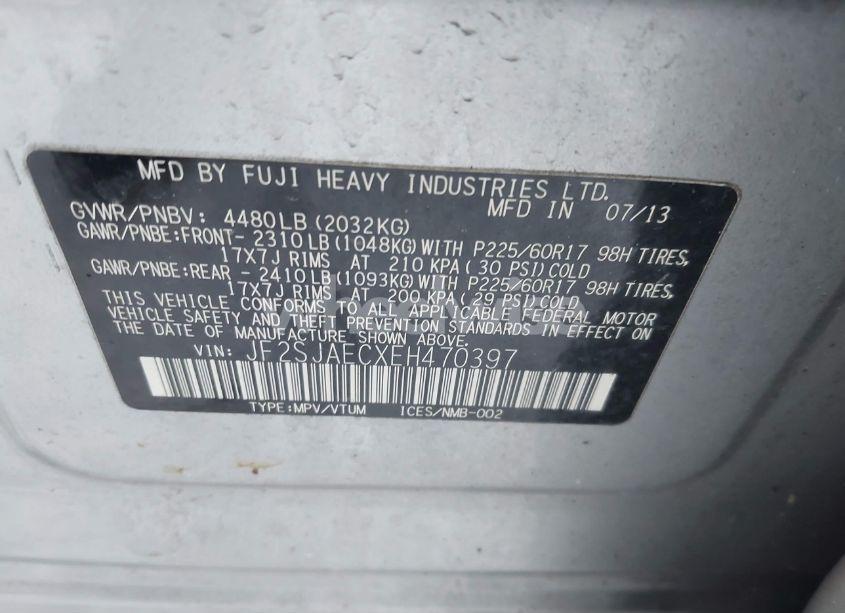 MFD BY FUJI HEAVY INDUSTRIES LTD.
MFD IN 07/13
GVWR/PNBV: 4480LB (2032KG)
GAWR/PNBE:FRONT- 2310LB (1048KG) WITH P225/60R17 98H TIRES,
17X7J RIMS AT 210 KPA ( 30 PSI) COLD
GAWR/PNBE:REAR - 2410LB (1093KG) WITH P225/60R17 98H TIRES,
17X7J RIMS AT 200 KPA ( 29 PSI) COLD.
THIS VEHICLE CONFORMS TO ALL APPLICABLE FEDERAL MOTOR
VEHICLE SAFETY AND THEFT PREVENTION STANDARDS IN EFFECT ON
THE DATE OF MANUFACTURE SHOWN ABOVE.
VIN: JF2SJAECXEH470397
TYPE:MPV/VTUM ICES/NMB-002